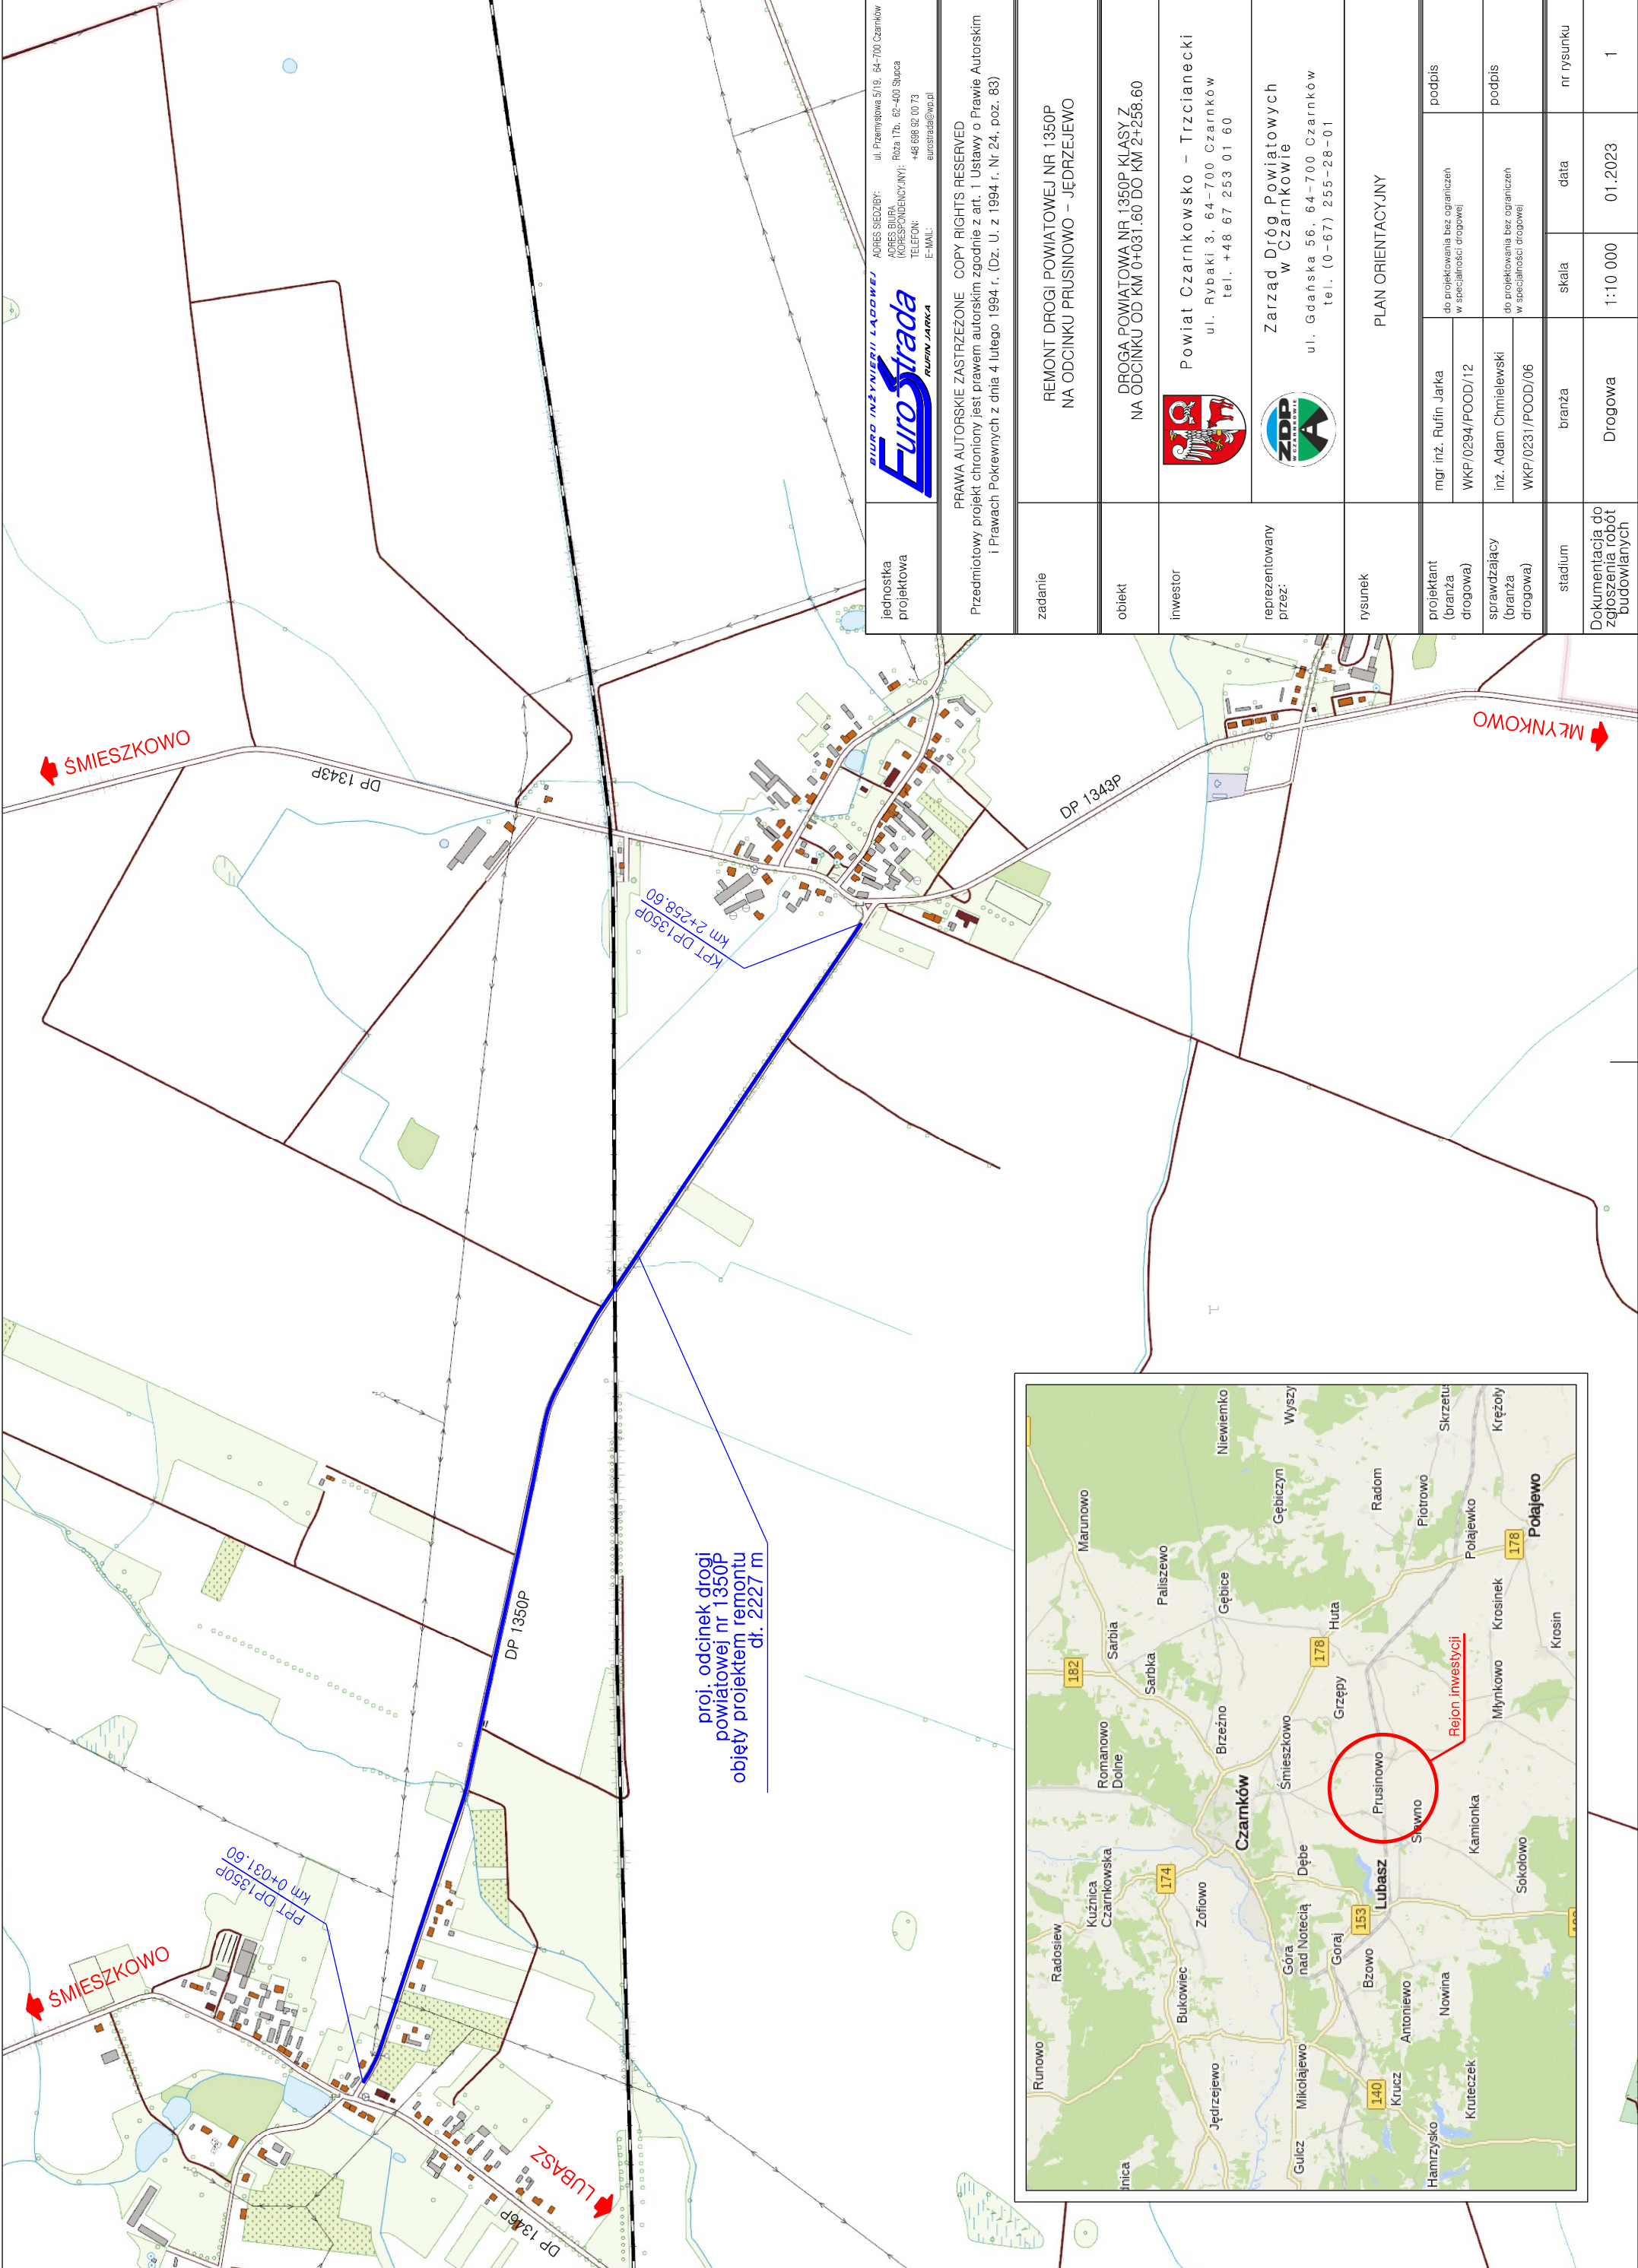 ŚMIESZKOWO
DP 1343P
ŚMIESZKOWO
PPT DP1350P
km 0+031.60
DP 1350P
KPT DP1350P
km 2+258.60
DP 1343P
MŁYNKOWO
LUBASZ
DP 1346P
proj. odcinek drogi
powiatowej nr 1350P
objęty projektem remontu
dł. 2227 m
jednostka
projektowa
BIURO INŻYNIERII LĄDOWEJ
EuroStrada
RUFIN JARKA
ADRES SIEDZIBY: ul. Przemysłowa 5/19, 64-700 Czarnków
ADRES BIURA
(KORESPONDENCYJNY): Róża 17b, 62-400 Słupca
TELEFON: +48 698 92 00 73
E-MAIL: eurostrada@wp.pl
PRAWA AUTORSKIE ZASTRZEŻONE COPY RIGHTS RESERVED
Przedmiotowy projekt chroniony jest prawem autorskim zgodnie z art. 1 Ustawy o Prawie Autorskim
i Prawach Pokrewnych z dnia 4 lutego 1994 r. (Dz. U. z 1994 r. Nr 24, poz. 83)
zadanie
REMONT DROGI POWIATOWEJ NR 1350P
NA ODCINKU PRUSINOWO - JĘDRZEJEWO
obiekt
DROGA POWIATOWA NR 1350P KLASY Z
NA ODCINKU OD KM 0+031.60 DO KM 2+258.60
inwestor
Powiat Czarnkowsko - Trzcianecki
ul. Rybaki 3, 64-700 Czarnków
tel. +48 67 253 01 60
reprezentowany
przez:
ZDP
W CZARNKOWIE
Zarząd Dróg Powiatowych
w Czarnkowie
ul. Gdańska 56, 64-700 Czarnków
tel. (0-67) 255-28-01
rysunek
PLAN ORIENTACYJNY
projektant
(branża
drogowa)
mgr inż. Rufin Jarka
WKP/0294/POOD/12
do projektowania bez ograniczeń
w specjalności drogowej
podpis
sprawdzający
(branża
drogowa)
inż. Adam Chmielewski
WKP/0231/POOD/06
do projektowania bez ograniczeń
w specjalności drogowej
podpis
stadium
branża
skala
data
nr rysunku
Dokumentacja do
zgłoszenia robót
budowlanych
Drogowa
1:10 000
01.2023
1
Runowo
Radosiew
Kuźnica
Czarnkowska
Romanowo
Dolne
182
Sarbia
Marunowo
Sarbka
Paliszewo
Jędrzejewo
Bukowiec
Zofiowo
174
Brzeźno
Gębice
Niewiemko
Czarnków
Gulcz
Mikołajewo
Góra
nad Notecią
Dębe
Śmieszkowo
178
Huta
Gębiczyn
Wyszy
Goraj
153
Grzępy
Bzowo
Lubasz
Prusinowo
Radom
140
Krucz
Antoniewo
Sławno
Piotrowo
Hamrzysko
Nowina
Rejon inwestycji
Skrzetus
Kruteczek
Kamionka
Połajewko
Młynkowo
Krosinek
178
Krężoły
Połajewo
Sokołowo
Krosin